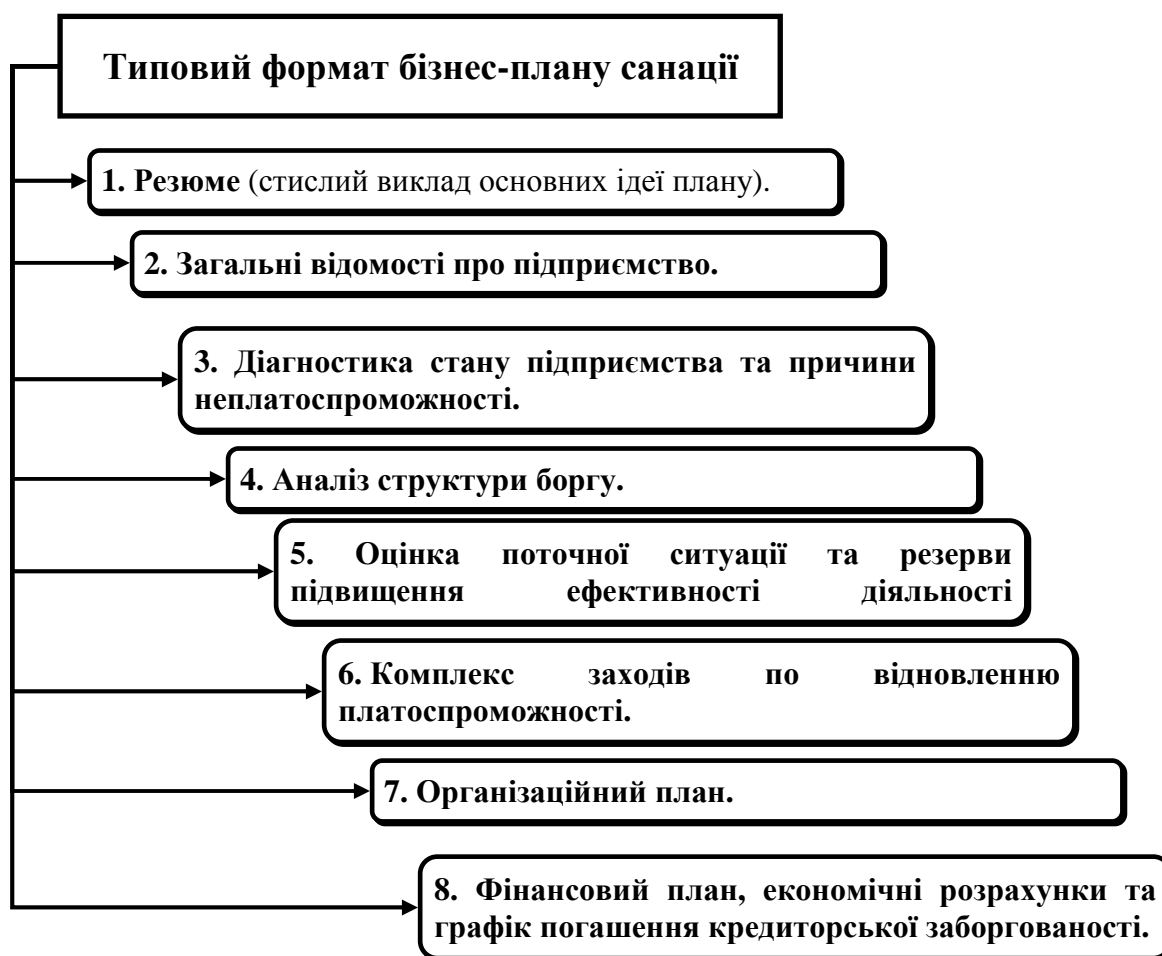 Типовий формат бізнес-плану санації
1. Резюме (стислий виклад основних ідеї плану).
2. Загальні відомості про підприємство.
3. Діагностика стану підприємства та причини
неплатоспроможності.
4. Аналіз структури боргу.
5. Оцінка поточної ситуації та резерви
підвищення ефективності діяльності
6. Комплекс заходів по відновленню
платоспроможності.
7. Організаційний план.
8. Фінансовий план, економічні розрахунки та
графік погашення кредиторської заборгованості.